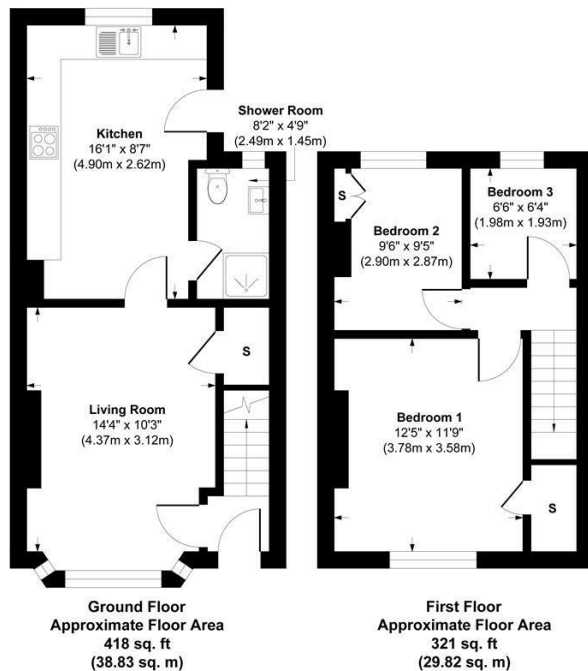 Kitchen
16'1" x 8'7"
(4.90m x 2.62m)
Shower Room
8'2" x 4'9"
(2.49m x 1.45m)
S
Living Room
14'4" x 10'3"
(4.37m x 3.12m)
Ground Floor
Approximate Floor Area
418 sq. ft
(38.83 sq. m)
S
Bedroom 2
9'6" x 9'5"
(2.90m x 2.87m)
Bedroom 3
6'6" x 6'4"
(1.98m x 1.93m)
Bedroom 1
12'5" x 11'9"
(3.78m x 3.58m)
S
First Floor
Approximate Floor Area
321 sq. ft
(29.82 sq. m)